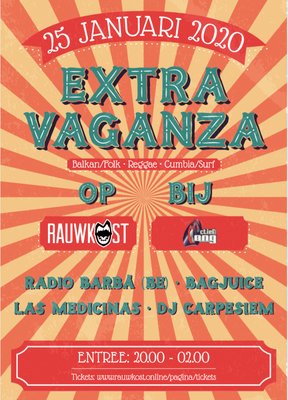 25 JANUARI 2020
EXTRA
VAGANZA
Balkan/Folk - Reggae - Cumbia/Surf
OP BIJ
RAUWKOST
RADIO BARBÂ (BE) · BAGJUICE
LAS MEDICINAS · DJ CARPESIEM
ENTREE: 20.00 - 02.00
Tickets: www.rauwkost.online/pagina/tickets